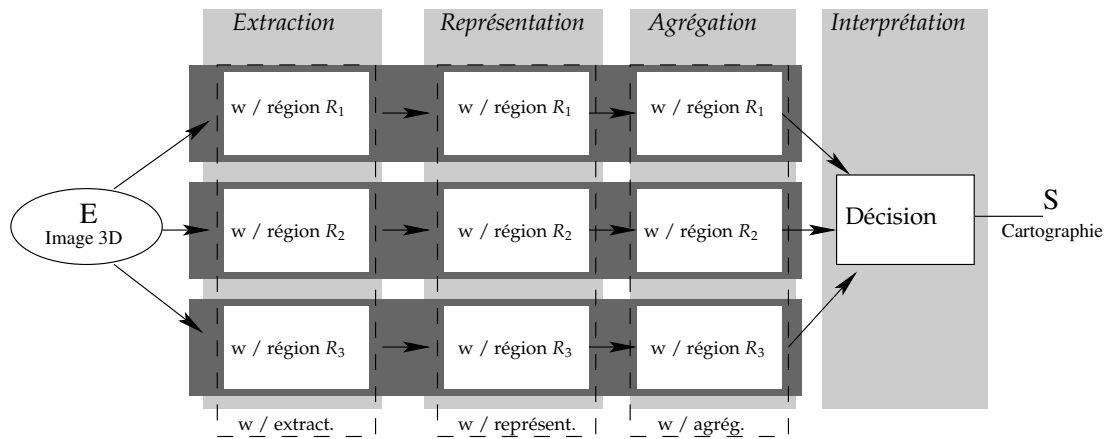 Extraction
Représentation
Agrégation
Interprétation
w / région R₁
w / région R₁
w / région R₁
E
Image 3D
w / région R₂
w / région R₂
w / région R₂
Décision
S
Cartographie
w / région R₃
w / région R₃
w / région R₃
w / extract.
w / représent.
w / agrég.